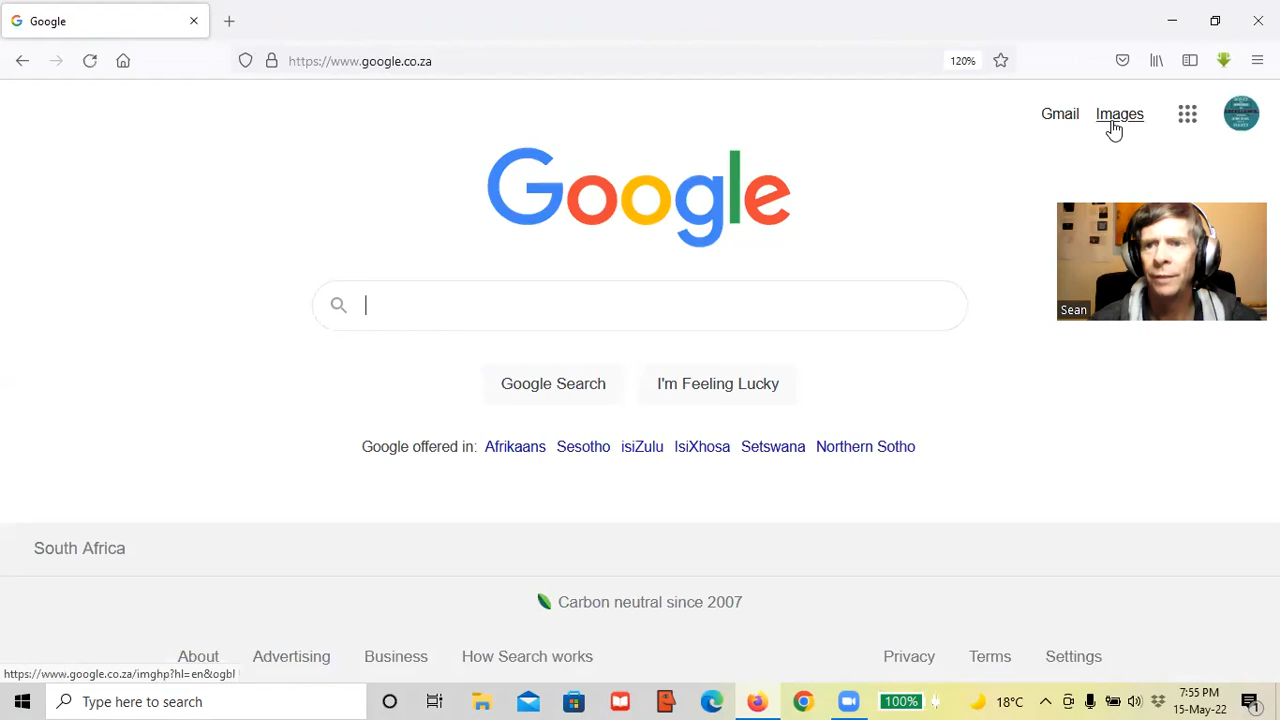 Google
https://www.google.co.za
120%
Gmail Images
Google
Sean
Google Search I'm Feeling Lucky
Google offered in: Afrikaans Sesotho isiZulu IsiXhosa Setswana Northern Sotho
South Africa
Carbon neutral since 2007
About Advertising Business How Search works Privacy Terms Settings
https://www.google.co.za/imghp?hl=en&ogbl
Type here to search
100%
18°C
7:55 PM
15-May-22
1